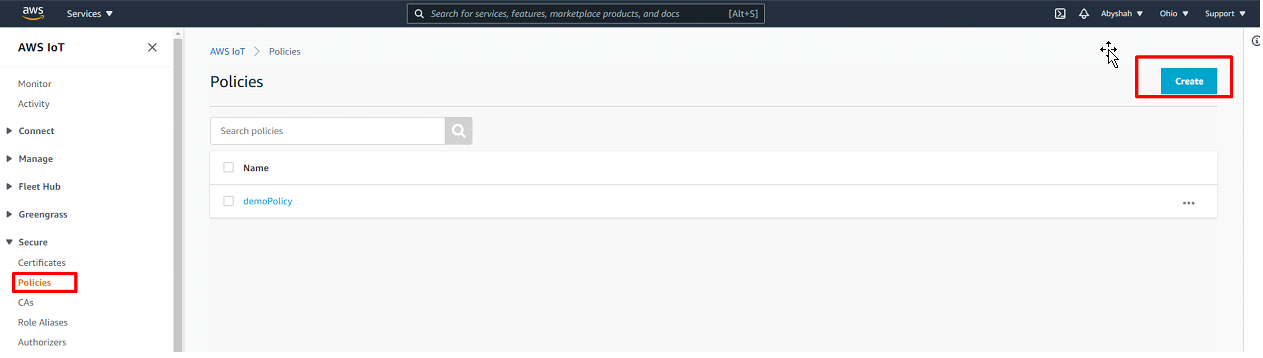 aws Services Search for services, features, marketplace products, and docs [Alt+S] Abyshah Ohio Support
AWS IoT
Monitor
Activity
Connect
Manage
Fleet Hub
Greengrass
Secure
Certificates
Policies
CAs
Role Aliases
Authorizers
AWS IoT > Policies
Policies
Create
Search policies
Name
demoPolicy